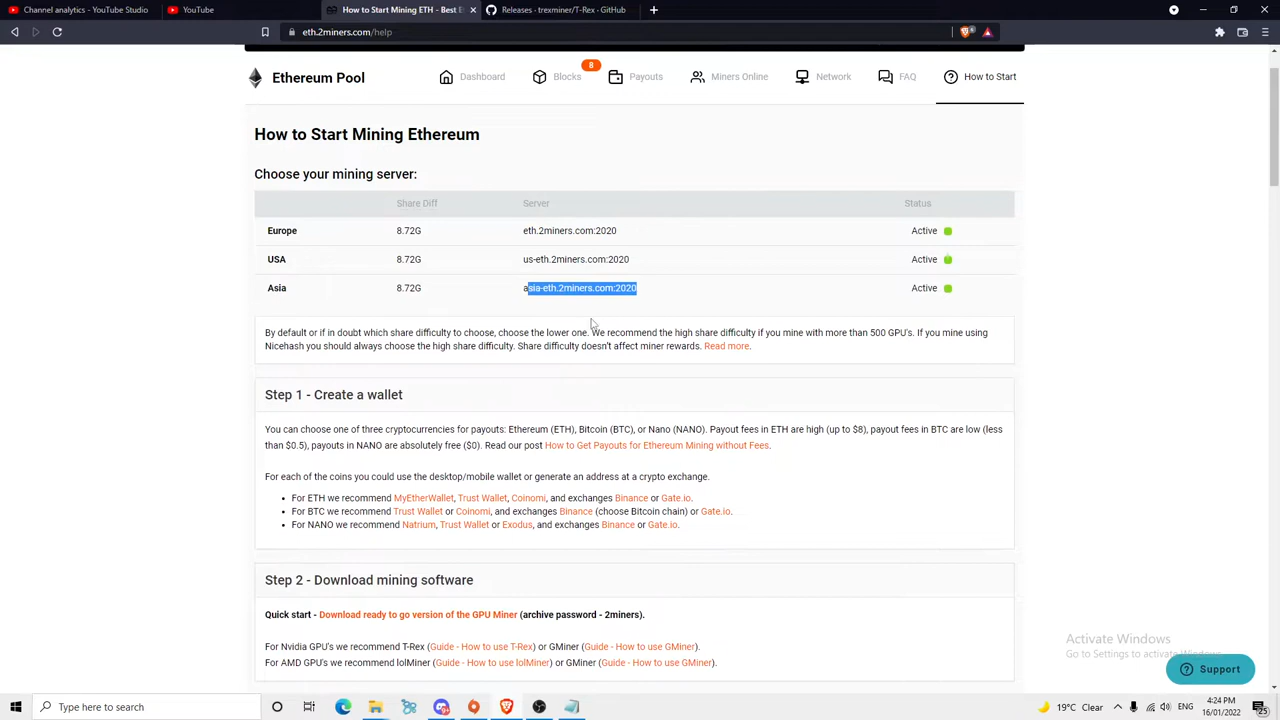 Channel analytics - YouTube Studio
YouTube
How to Start Mining ETH - Best E
Releases · trexminer/T-Rex · GitHub
eth.2miners.com/help
Ethereum Pool
Dashboard
Blocks
8
Payouts
Miners Online
Network
FAQ
How to Start
How to Start Mining Ethereum
Choose your mining server:
Share Diff Server Status
Europe 8.72G eth.2miners.com:2020 Active
USA 8.72G us-eth.2miners.com:2020 Active
Asia 8.72G asia-eth.2miners.com:2020 Active
By default or if in doubt which share difficulty to choose, choose the lower one. We recommend the high share difficulty if you mine with more than 500 GPU's. If you mine using
Nicehash you should always choose the high share difficulty. Share difficulty doesn't affect miner rewards. Read more.
Step 1 - Create a wallet
You can choose one of three cryptocurrencies for payouts: Ethereum (ETH), Bitcoin (BTC), or Nano (NANO). Payout fees in ETH are high (up to $8), payout fees in BTC are low (less
than $0.5), payouts in NANO are absolutely free ($0). Read our post How to Get Payouts for Ethereum Mining without Fees.
For each of the coins you could use the desktop/mobile wallet or generate an address at a crypto exchange.
• For ETH we recommend MyEtherWallet, Trust Wallet, Coinomi, and exchanges Binance or Gate.io.
• For BTC we recommend Trust Wallet or Coinomi, and exchanges Binance (choose Bitcoin chain) or Gate.io.
• For NANO we recommend Natrium, Trust Wallet or Exodus, and exchanges Binance or Gate.io.
Step 2 - Download mining software
Quick start - Download ready to go version of the GPU Miner (archive password - 2miners).
For Nvidia GPU's we recommend T-Rex (Guide - How to use T-Rex) or GMiner (Guide - How to use GMiner).
For AMD GPU's we recommend lolMiner (Guide - How to use lolMiner) or GMiner (Guide - How to use GMiner).
Activate Windows
Go to Settings to activate Windows.
Support
Type here to search
19°C Clear
ENG
4:24 PM
16/01/2022